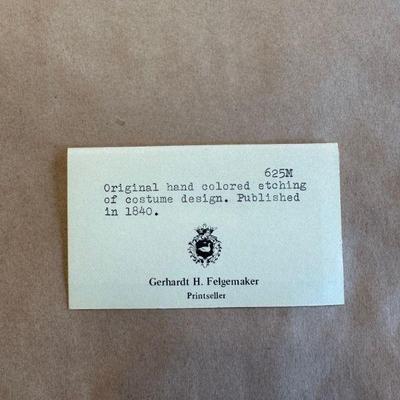 625M
Original hand colored etching
of costume design. Published
in 1840.
Gerhardt H. Felgemaker
Printseller